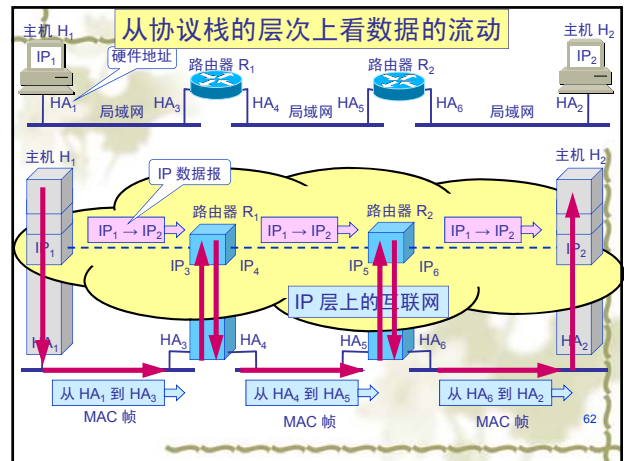 从协议栈的层次上看数据的流动
主机 H1
主机 H2
IP1
硬件地址
路由器 R1
路由器 R2
IP2
HA1
HA3
HA4
HA5
HA6
HA2
局域网
局域网
局域网
主机 H1
主机 H2
IP 数据报
路由器 R1
路由器 R2
IP1 → IP2
IP1 → IP2
IP1 → IP2
IP1
IP3
IP4
IP5
IP6
IP2
IP 层上的互联网
HA1
HA3
HA4
HA5
HA6
HA2
从 HA1 到 HA3
从 HA4 到 HA5
从 HA6 到 HA2
MAC 帧
MAC 帧
MAC 帧
62